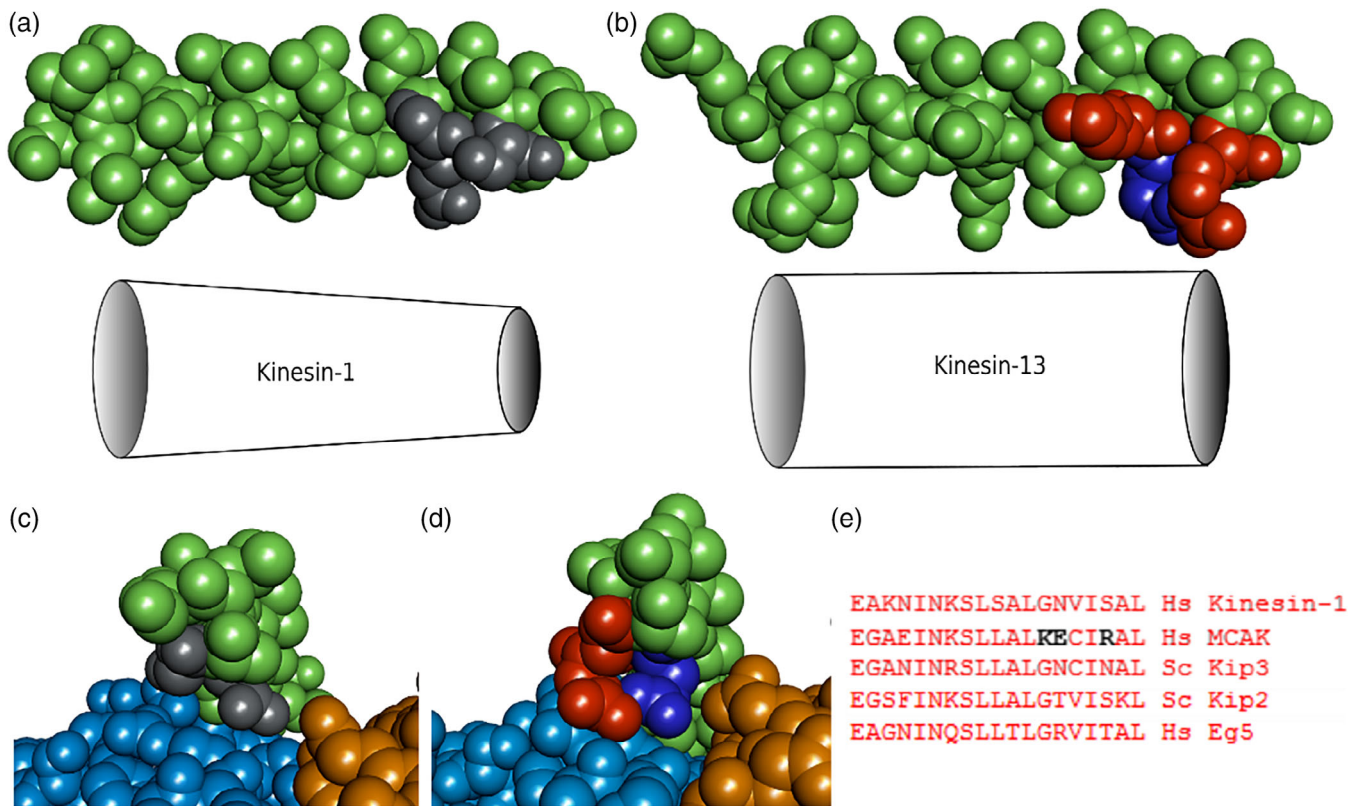 (a)
(b)
Kinesin-1
Kinesin-13
(c)
(d)
(e)
EAKNINKSLSALGNVISAL Hs Kinesin-1
EGAEINKSLLALKECIRAL Hs MCAK
EGANINRSLLALGNCINAL Sc Kip3
EGSFINKSLLALGTVISKL Sc Kip2
EAGNINQSLLTLGRVITAL Hs Eg5